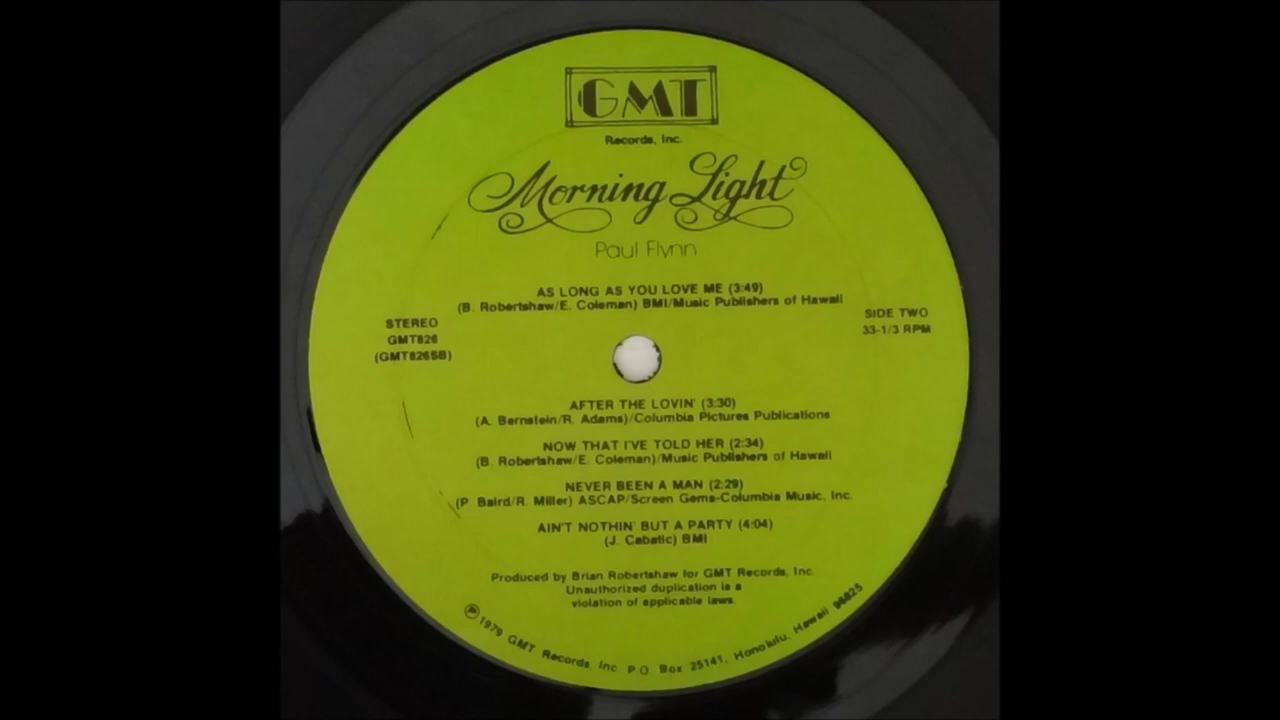 GMT
Records, Inc.
Morning Light
Paul Flynn
AS LONG AS YOU LOVE ME (3:49)
(B. Robertshaw/E. Coleman) BMI/Music Publishers of Hawaii
STEREO
GMT826
(GMT826SB)
SIDE TWO
33-1/3 RPM
AFTER THE LOVIN' (3:30)
(A. Bernstein/R. Adams)/Columbia Pictures Publications
NOW THAT I'VE TOLD HER (2:34)
(B. Robertshaw/E. Coleman)/Music Publishers of Hawaii
NEVER BEEN A MAN (2:29)
(P. Baird/R. Miller) ASCAP/Screen Gems-Columbia Music, Inc.
AIN'T NOTHIN' BUT A PARTY (4:04)
(J. Cabatic) BMI
Produced by Brian Robertshaw for GMT Records, Inc.
Unauthorized duplication is a
violation of applicable laws.
Ⓟ1979 GMT Records, Inc P.O. Box 25141, Honolulu, Hawaii 96825